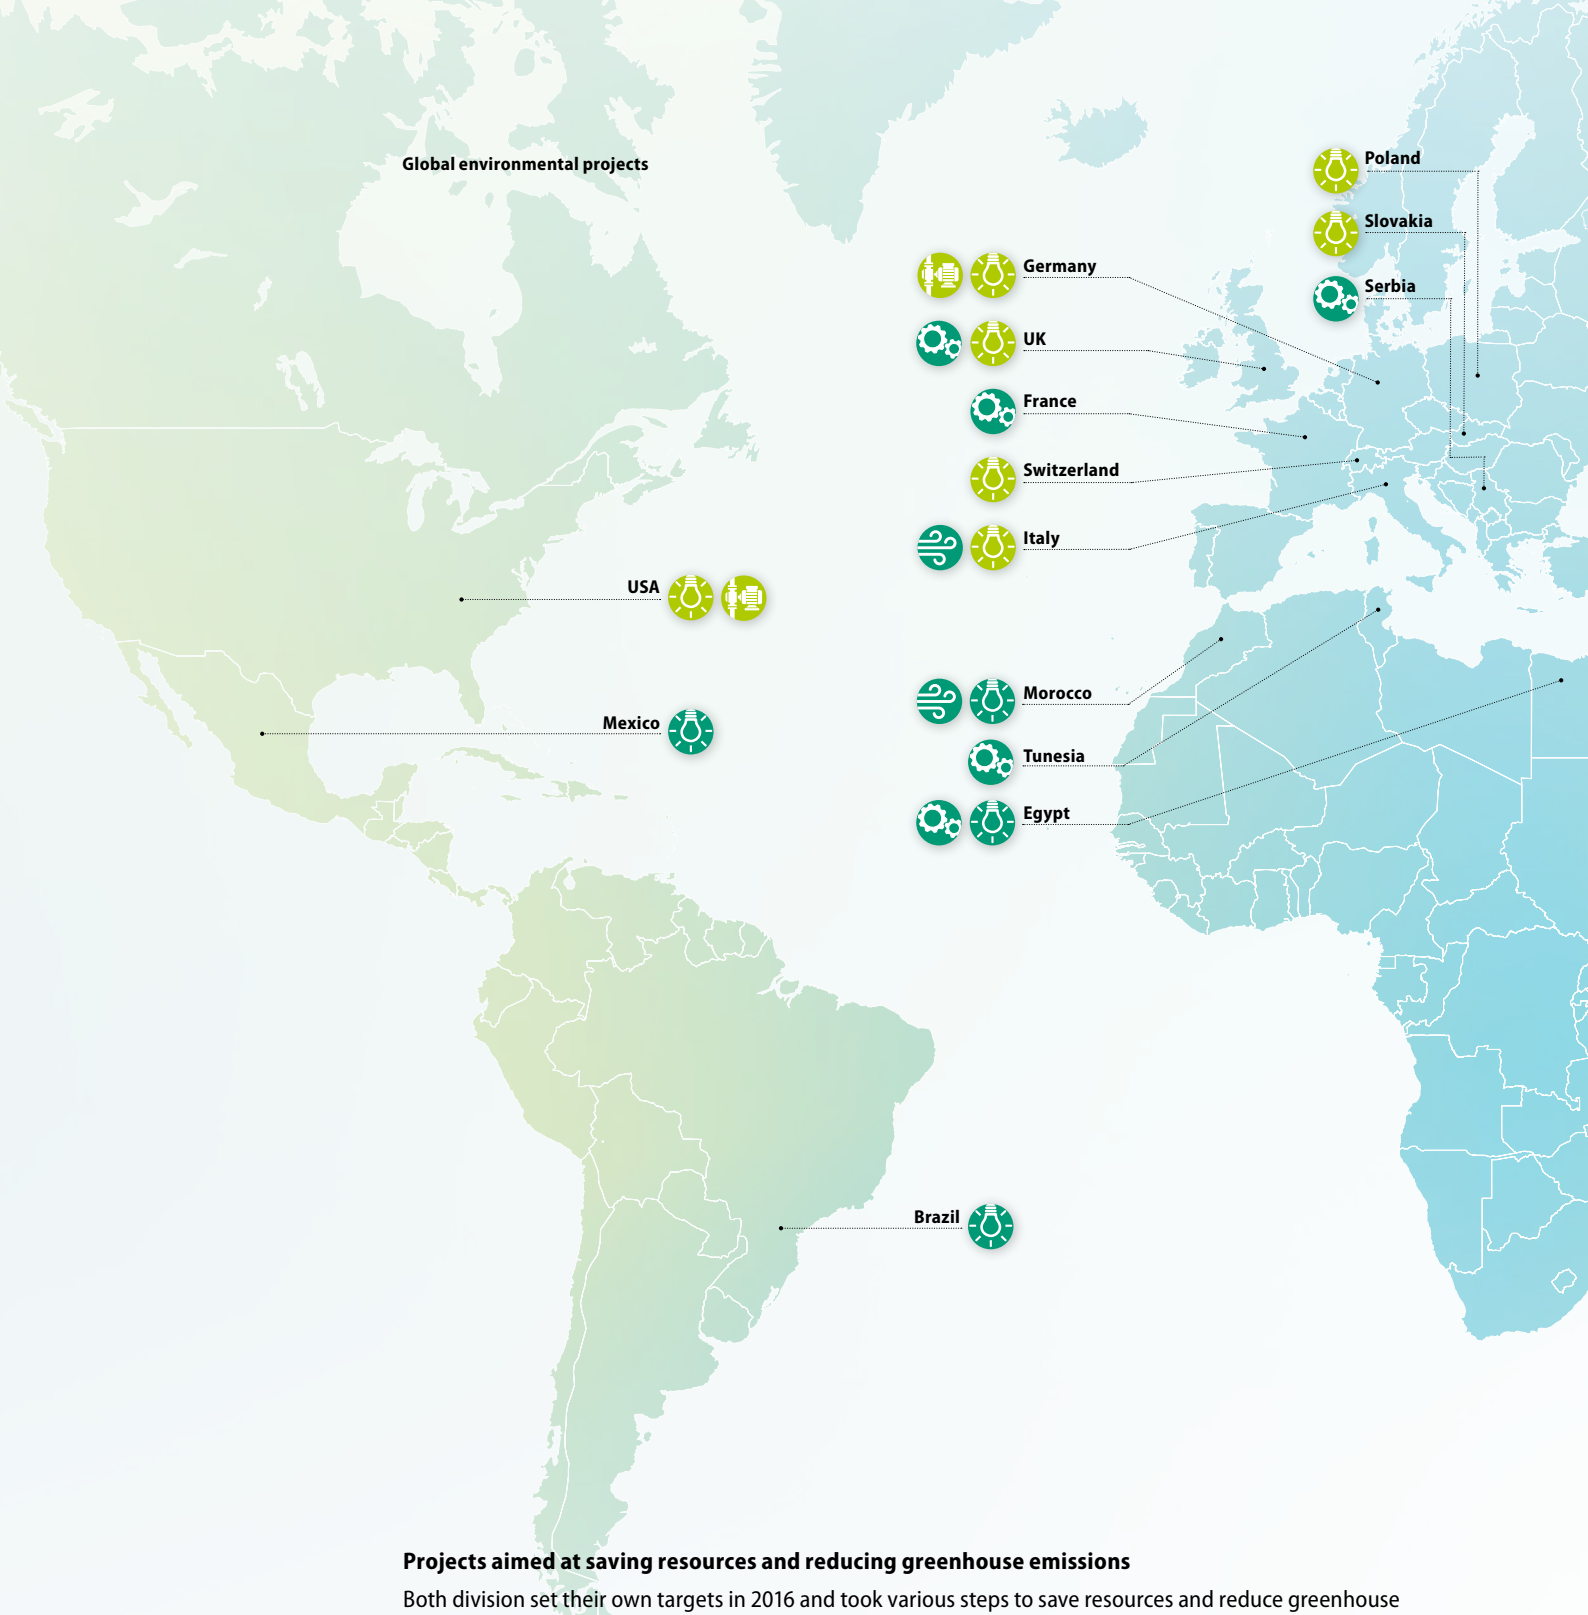 Global environmental projects
Poland
Slovakia
Serbia
Germany
UK
France
Switzerland
Italy
USA
Mexico
Morocco
Tunesia
Egypt
Brazil
Projects aimed at saving resources and reducing greenhouse emissions
Both division set their own targets in 2016 and took various steps to save resources and reduce greenhouse